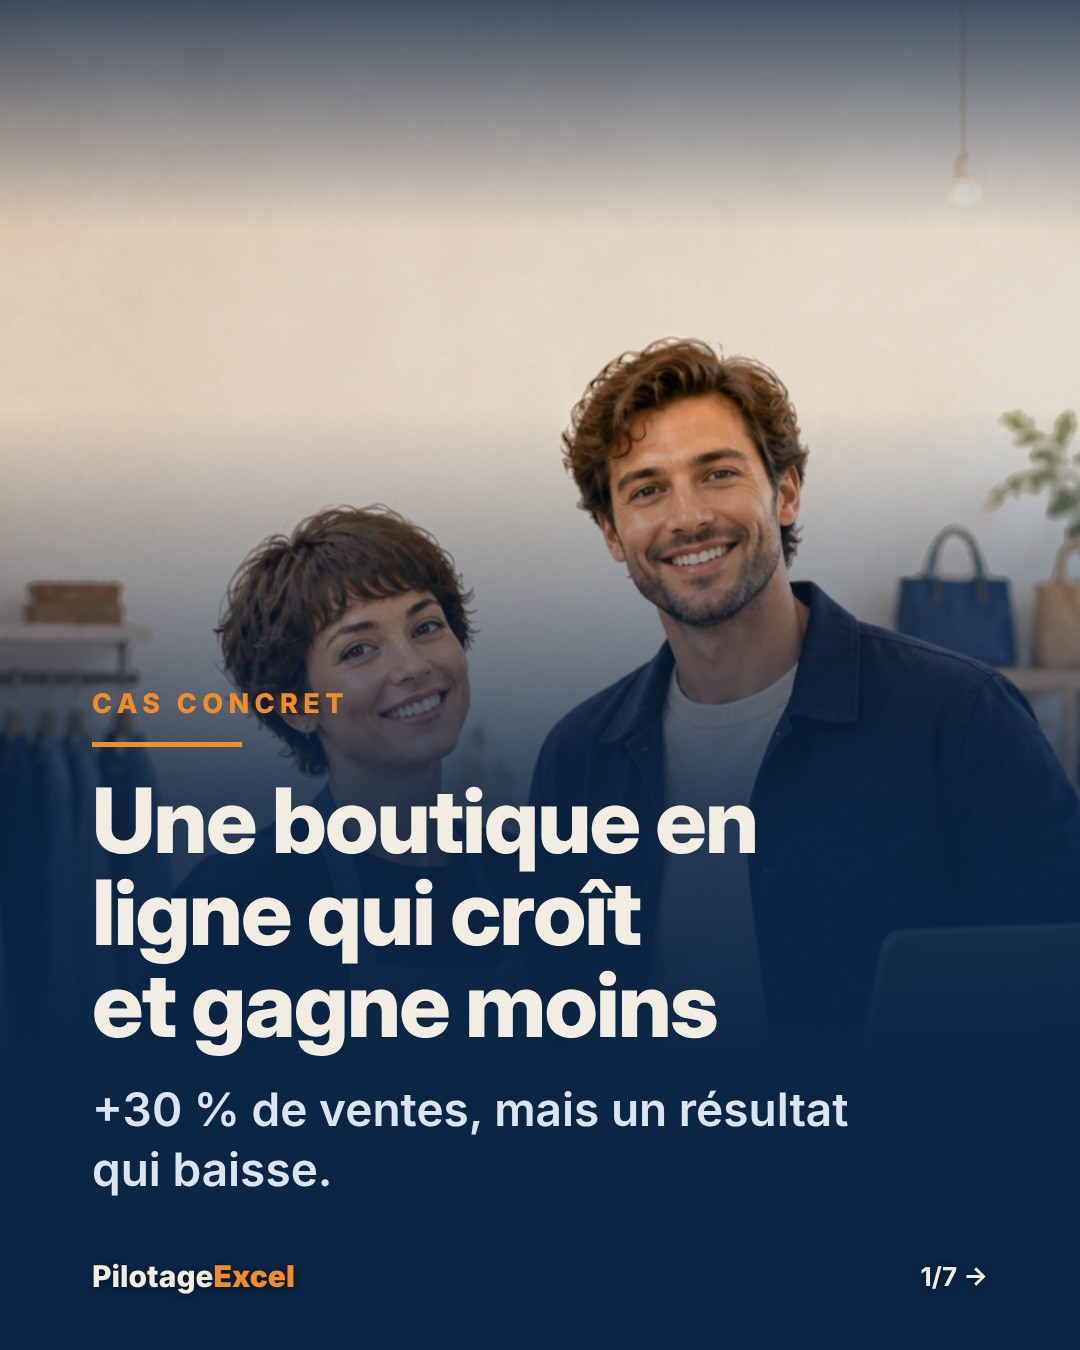 CAS CONCRET
Une boutique en
ligne qui croît
et gagne moins
+30 % de ventes, mais un résultat
qui baisse.
PilotageExcel
1/7 →